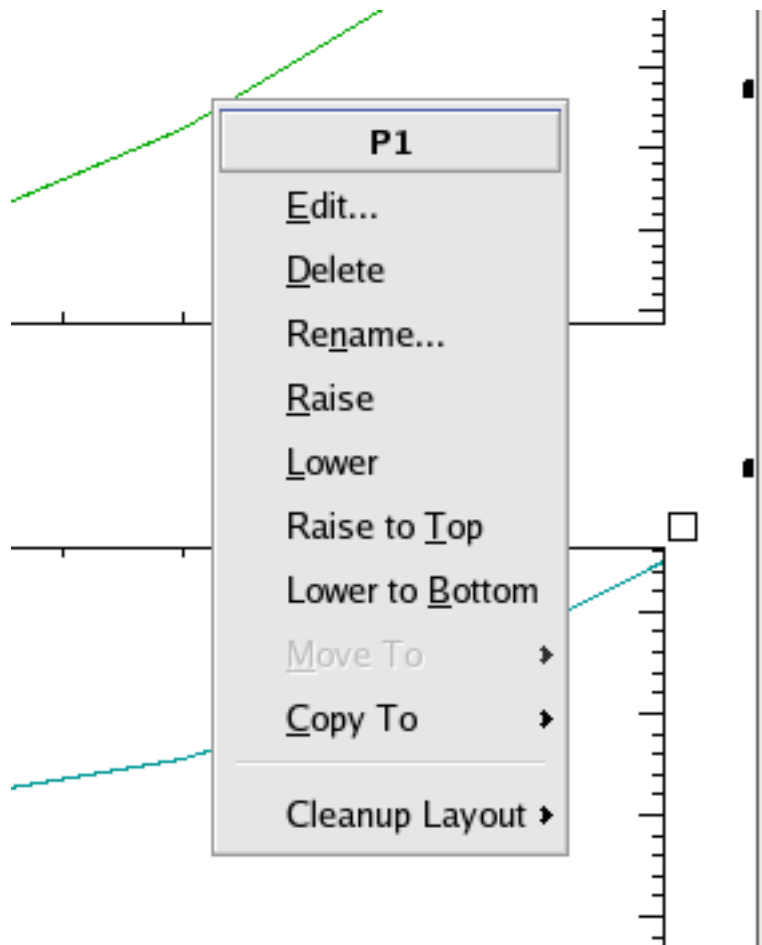 P1
Edit...
Delete
Rename...
Raise
Lower
Raise to Top
Lower to Bottom
Move To
Copy To
Cleanup Layout